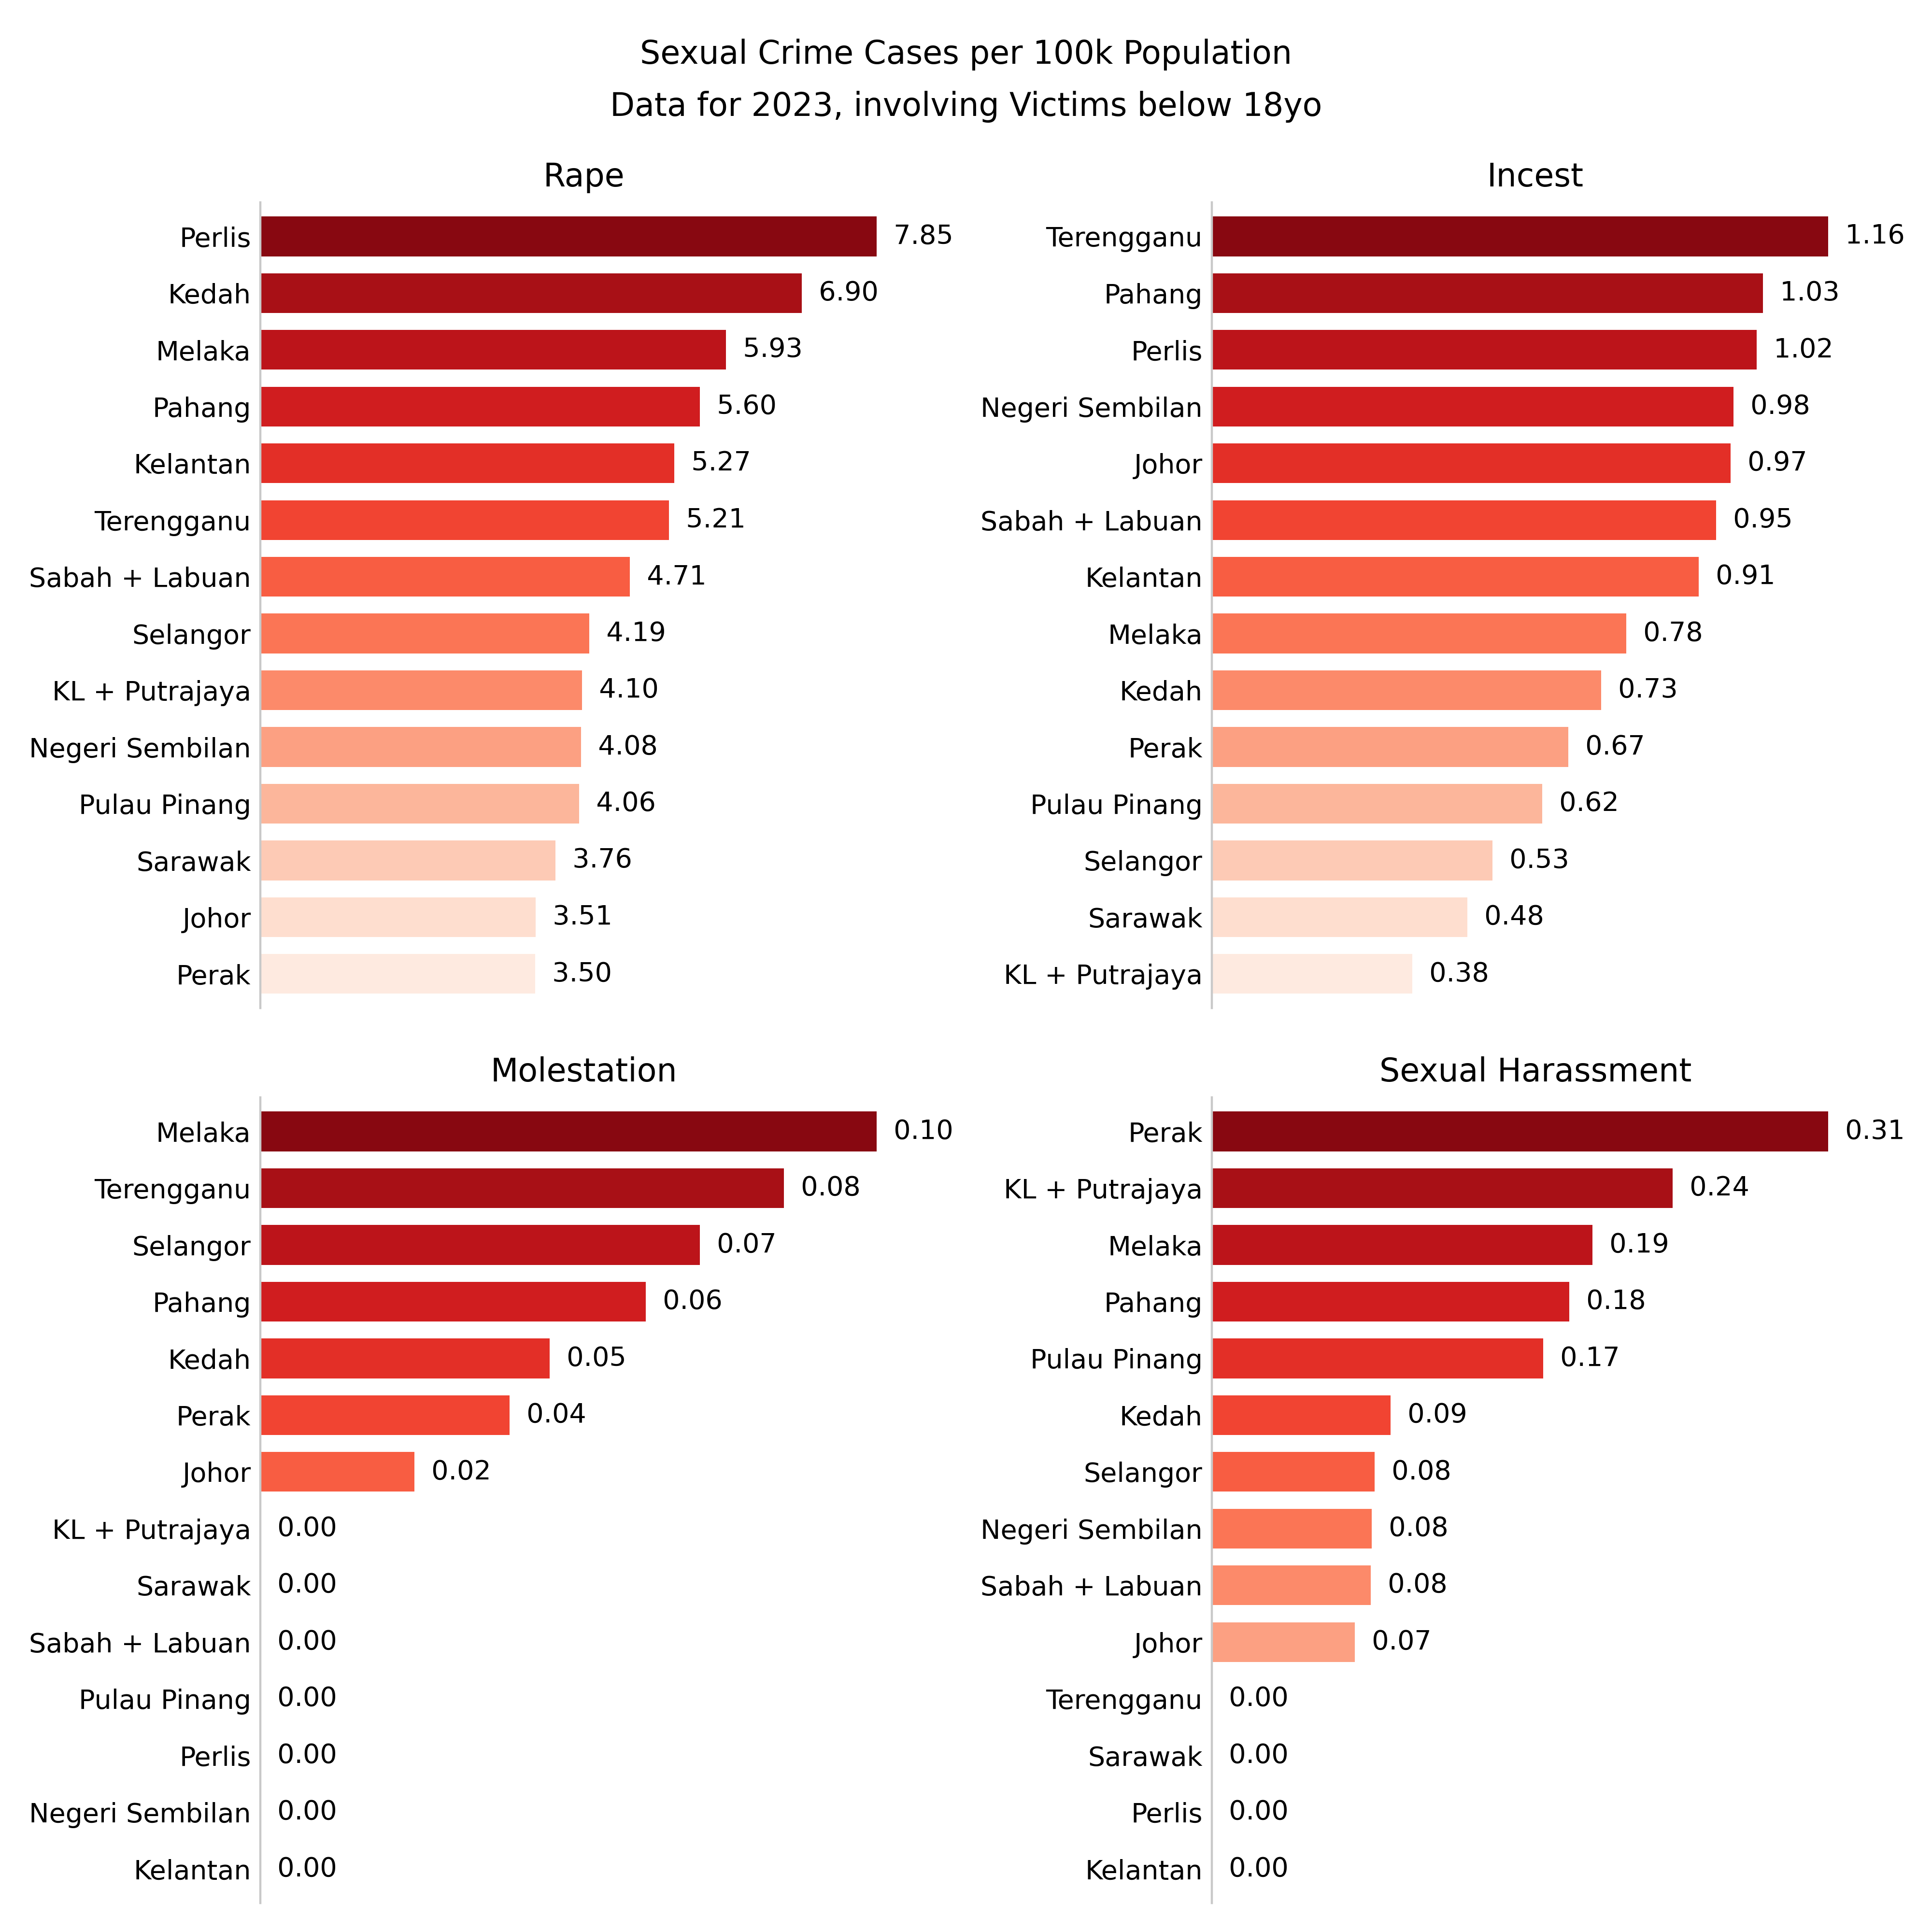 Sexual Crime Cases per 100k Population
Data for 2023, involving Victims below 18yo
Rape
Perlis 7.85
Kedah 6.90
Melaka 5.93
Pahang 5.60
Kelantan 5.27
Terengganu 5.21
Sabah + Labuan 4.71
Selangor 4.19
KL + Putrajaya 4.10
Negeri Sembilan 4.08
Pulau Pinang 4.06
Sarawak 3.76
Johor 3.51
Perak 3.50
Incest
Terengganu 1.16
Pahang 1.03
Perlis 1.02
Negeri Sembilan 0.98
Johor 0.97
Sabah + Labuan 0.95
Kelantan 0.91
Melaka 0.78
Kedah 0.73
Perak 0.67
Pulau Pinang 0.62
Selangor 0.53
Sarawak 0.48
KL + Putrajaya 0.38
Molestation
Melaka 0.10
Terengganu 0.08
Selangor 0.07
Pahang 0.06
Kedah 0.05
Perak 0.04
Johor 0.02
KL + Putrajaya 0.00
Sarawak 0.00
Sabah + Labuan 0.00
Pulau Pinang 0.00
Perlis 0.00
Negeri Sembilan 0.00
Kelantan 0.00
Sexual Harassment
Perak 0.31
KL + Putrajaya 0.24
Melaka 0.19
Pahang 0.18
Pulau Pinang 0.17
Kedah 0.09
Selangor 0.08
Negeri Sembilan 0.08
Sabah + Labuan 0.08
Johor 0.07
Terengganu 0.00
Sarawak 0.00
Perlis 0.00
Kelantan 0.00